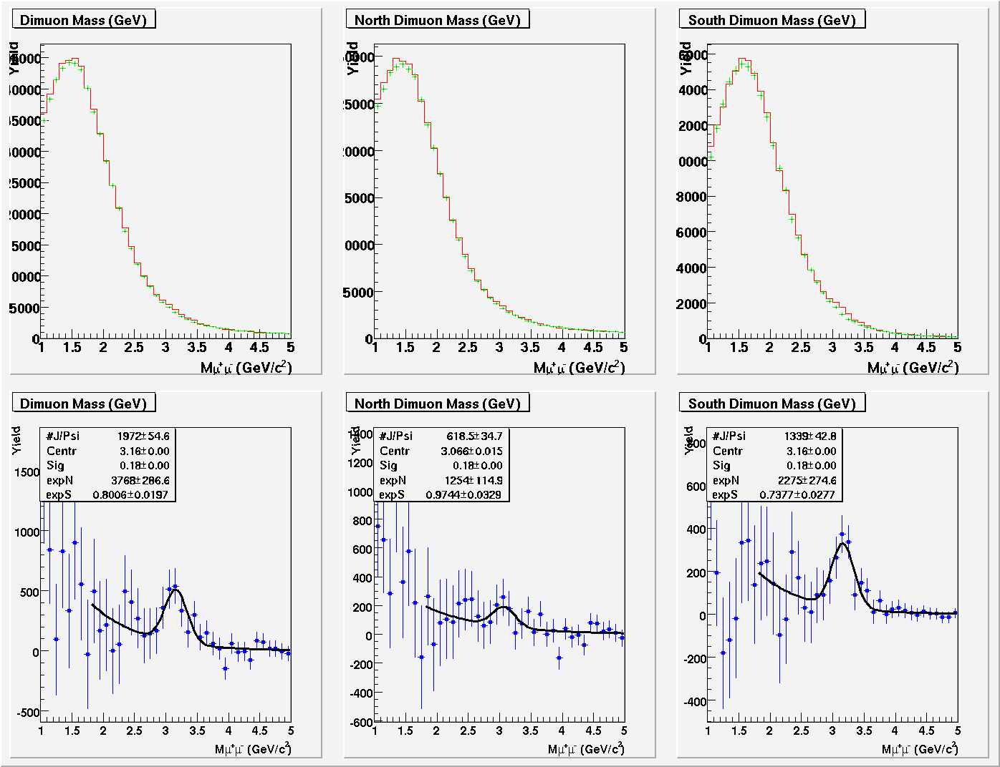 Dimuon Mass (GeV)
Yield
40000
5000
0
1 1.5 2 2.5 3 3.5 4 4.5 5
Mμ⁺μ⁻ (GeV/c²)
North Dimuon Mass (GeV)
Yield
5000
0
1 1.5 2 2.5 3 3.5 4 4.5 5
Mμ⁺μ⁻ (GeV/c²)
South Dimuon Mass (GeV)
Yield
4000
2000
0000
8000
6000
4000
2000
0
1 1.5 2 2.5 3 3.5 4 4.5 5
Mμ⁺μ⁻ (GeV/c²)
Dimuon Mass (GeV)
Yield
#J/Psi 1972±54.6
Centr 3.16±0.00
Sig 0.18±0.00
expN 3768±286.6
expS 0.8006±0.0197
1500
1000
500
0
-500
1 1.5 2 2.5 3 3.5 4 4.5 5
Mμ⁺μ⁻ (GeV/c²)
North Dimuon Mass (GeV)
Yield
#J/Psi 618.5±34.7
Centr 3.066±0.015
Sig 0.18±0.00
expN 1254±114.9
expS 0.9744±0.0329
1400
1200
1000
800
600
400
200
0
-200
-400
-600
1 1.5 2 2.5 3 3.5 4 4.5 5
Mμ⁺μ⁻ (GeV/c²)
South Dimuon Mass (GeV)
Yield
#J/Psi 1339±42.8
Centr 3.16±0.00
Sig 0.18±0.00
expN 2275±274.6
expS 0.7377±0.0277
800
600
400
200
0
-200
-400
1 1.5 2 2.5 3 3.5 4 4.5 5
Mμ⁺μ⁻ (GeV/c²)